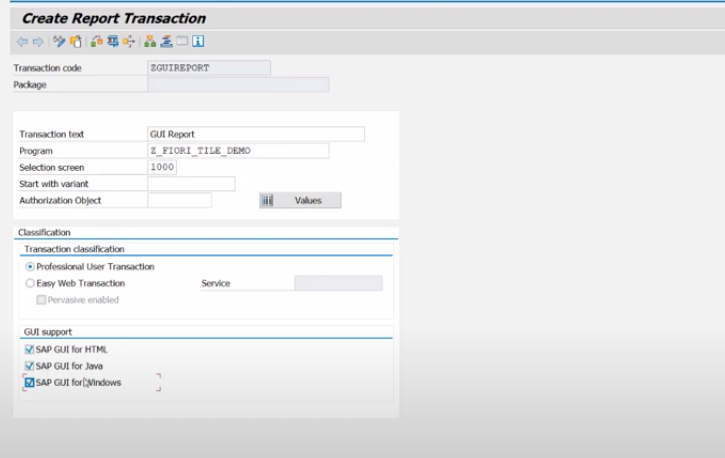 Create Report Transaction
Transaction code ZGUIREPORT
Package
Transaction text GUI Report
Program Z_FIORI_TILE_DEMO
Selection screen 1000
Start with variant
Authorization Object Values
Classification
Transaction classification
Professional User Transaction
Easy Web Transaction Service
Pervasive enabled
GUI support
SAP GUI for HTML
SAP GUI for Java
SAP GUI for Windows